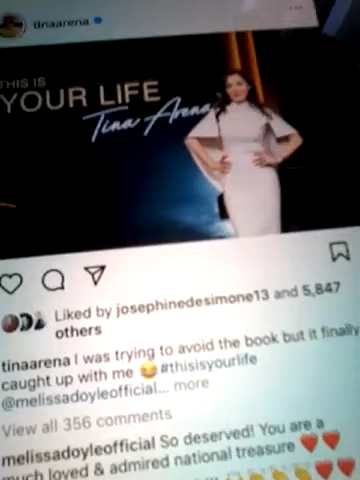 tinaarena
THIS IS
YOUR LIFE
Tina Arena
Liked by josephinedesimone13 and 5,847
others
tinaarena I was trying to avoid the book but it finally
caught up with me 😂 #thisisyourlife
@melissadoyleofficial... more
View all 356 comments
melissadoyleofficial So deserved! You are a
much loved & admired national treasure ❤️❤️